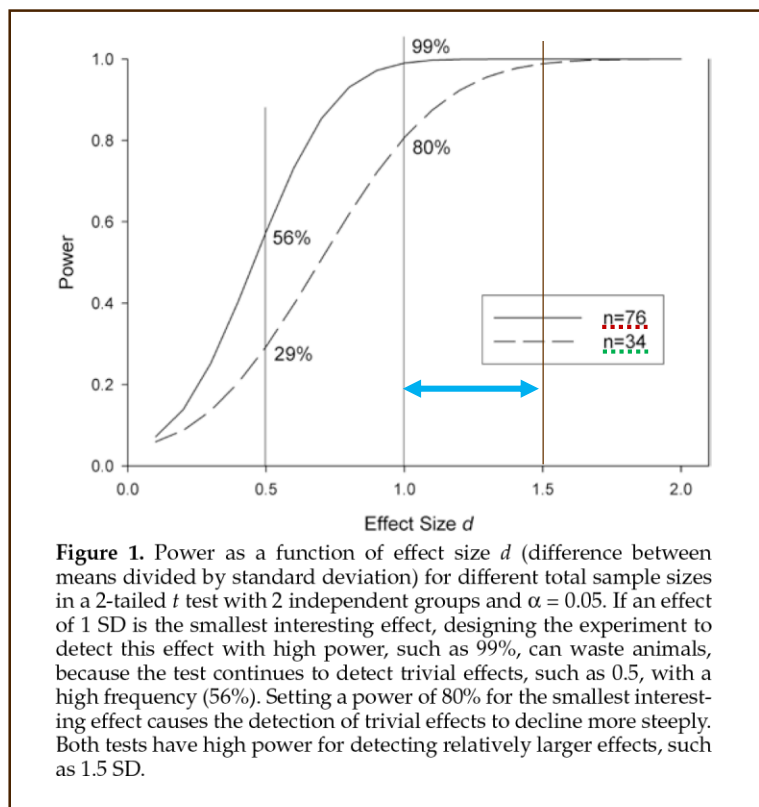 99%
1.0
0.8
80%
0.6
56%
Power
0.4
n=76
n=34
29%
0.2
0.0
0.0 0.5 1.0 1.5 2.0
Effect Size d
Figure 1. Power as a function of effect size d (difference between
means divided by standard deviation) for different total sample sizes
in a 2-tailed t test with 2 independent groups and α = 0.05. If an effect
of 1 SD is the smallest interesting effect, designing the experiment to
detect this effect with high power, such as 99%, can waste animals,
because the test continues to detect trivial effects, such as 0.5, with a
high frequency (56%). Setting a power of 80% for the smallest interest-
ing effect causes the detection of trivial effects to decline more steeply.
Both tests have high power for detecting relatively larger effects, such
as 1.5 SD.